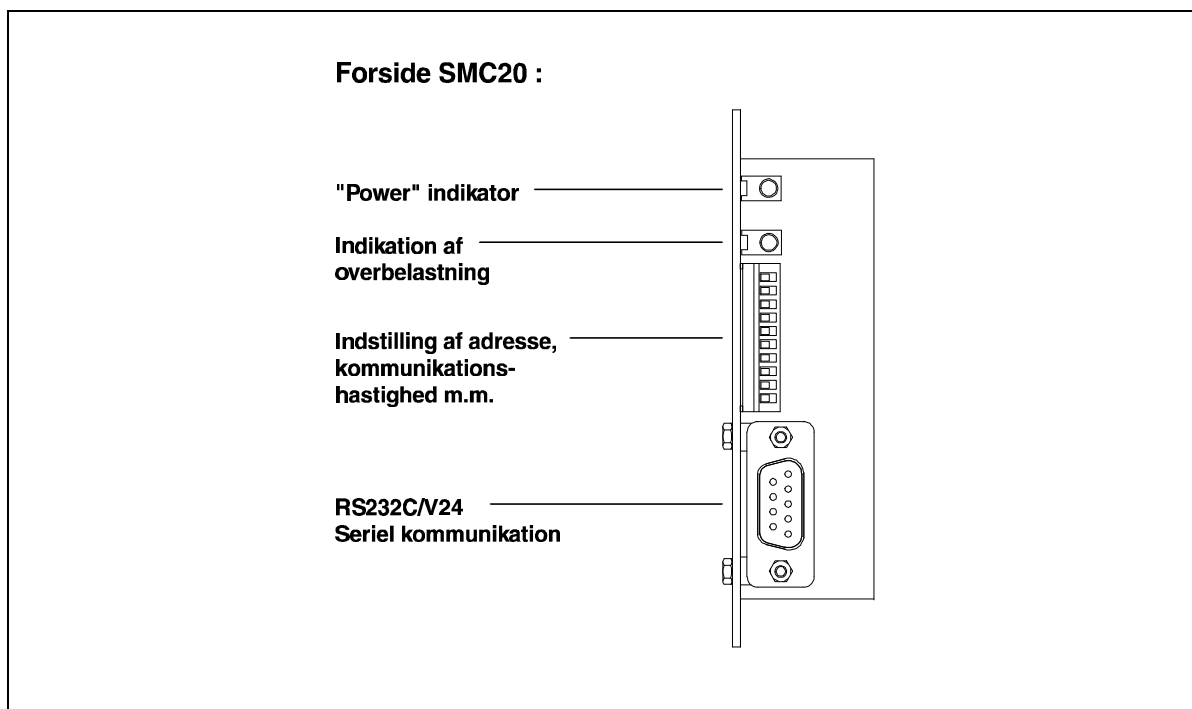 Forside SMC20 :
"Power" indikator
Indikation af
overbelastning
Indstilling af adresse,
kommunikations-
hastighed m.m.
RS232C/V24
Seriel kommunikation